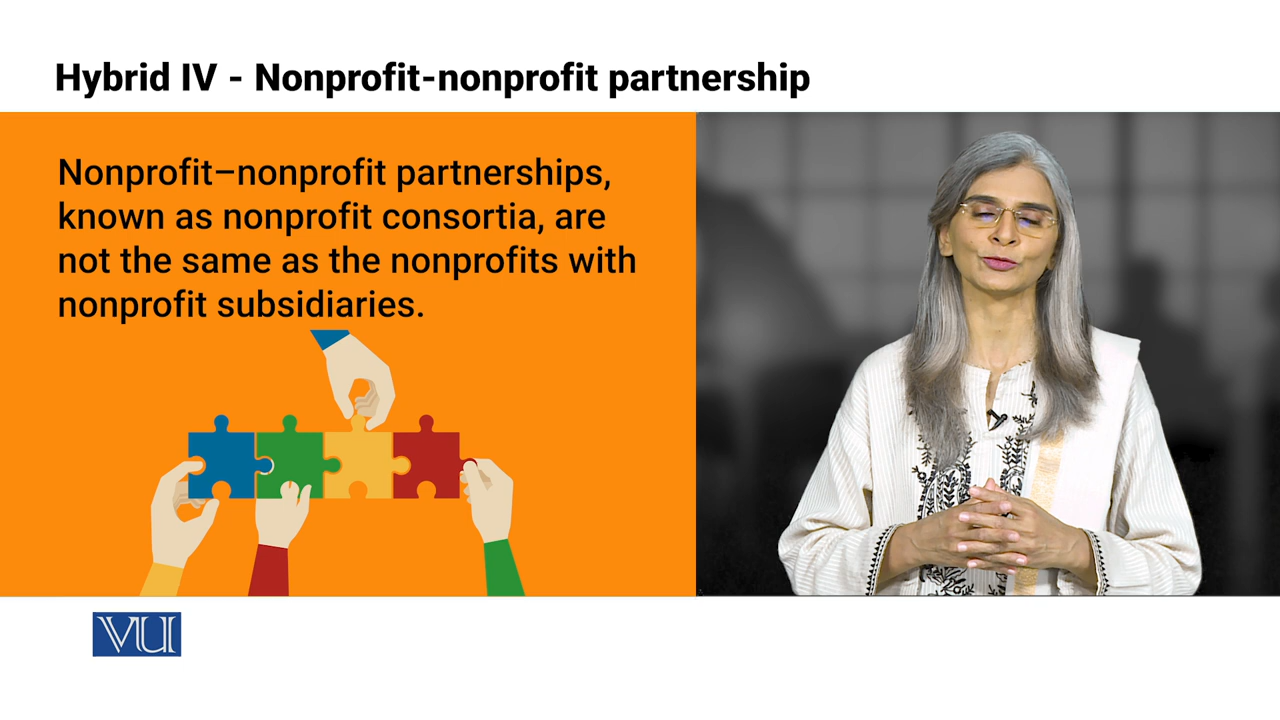 Hybrid IV - Nonprofit-nonprofit partnership
Nonprofit–nonprofit partnerships,
known as nonprofit consortia, are
not the same as the nonprofits with
nonprofit subsidiaries.
VU